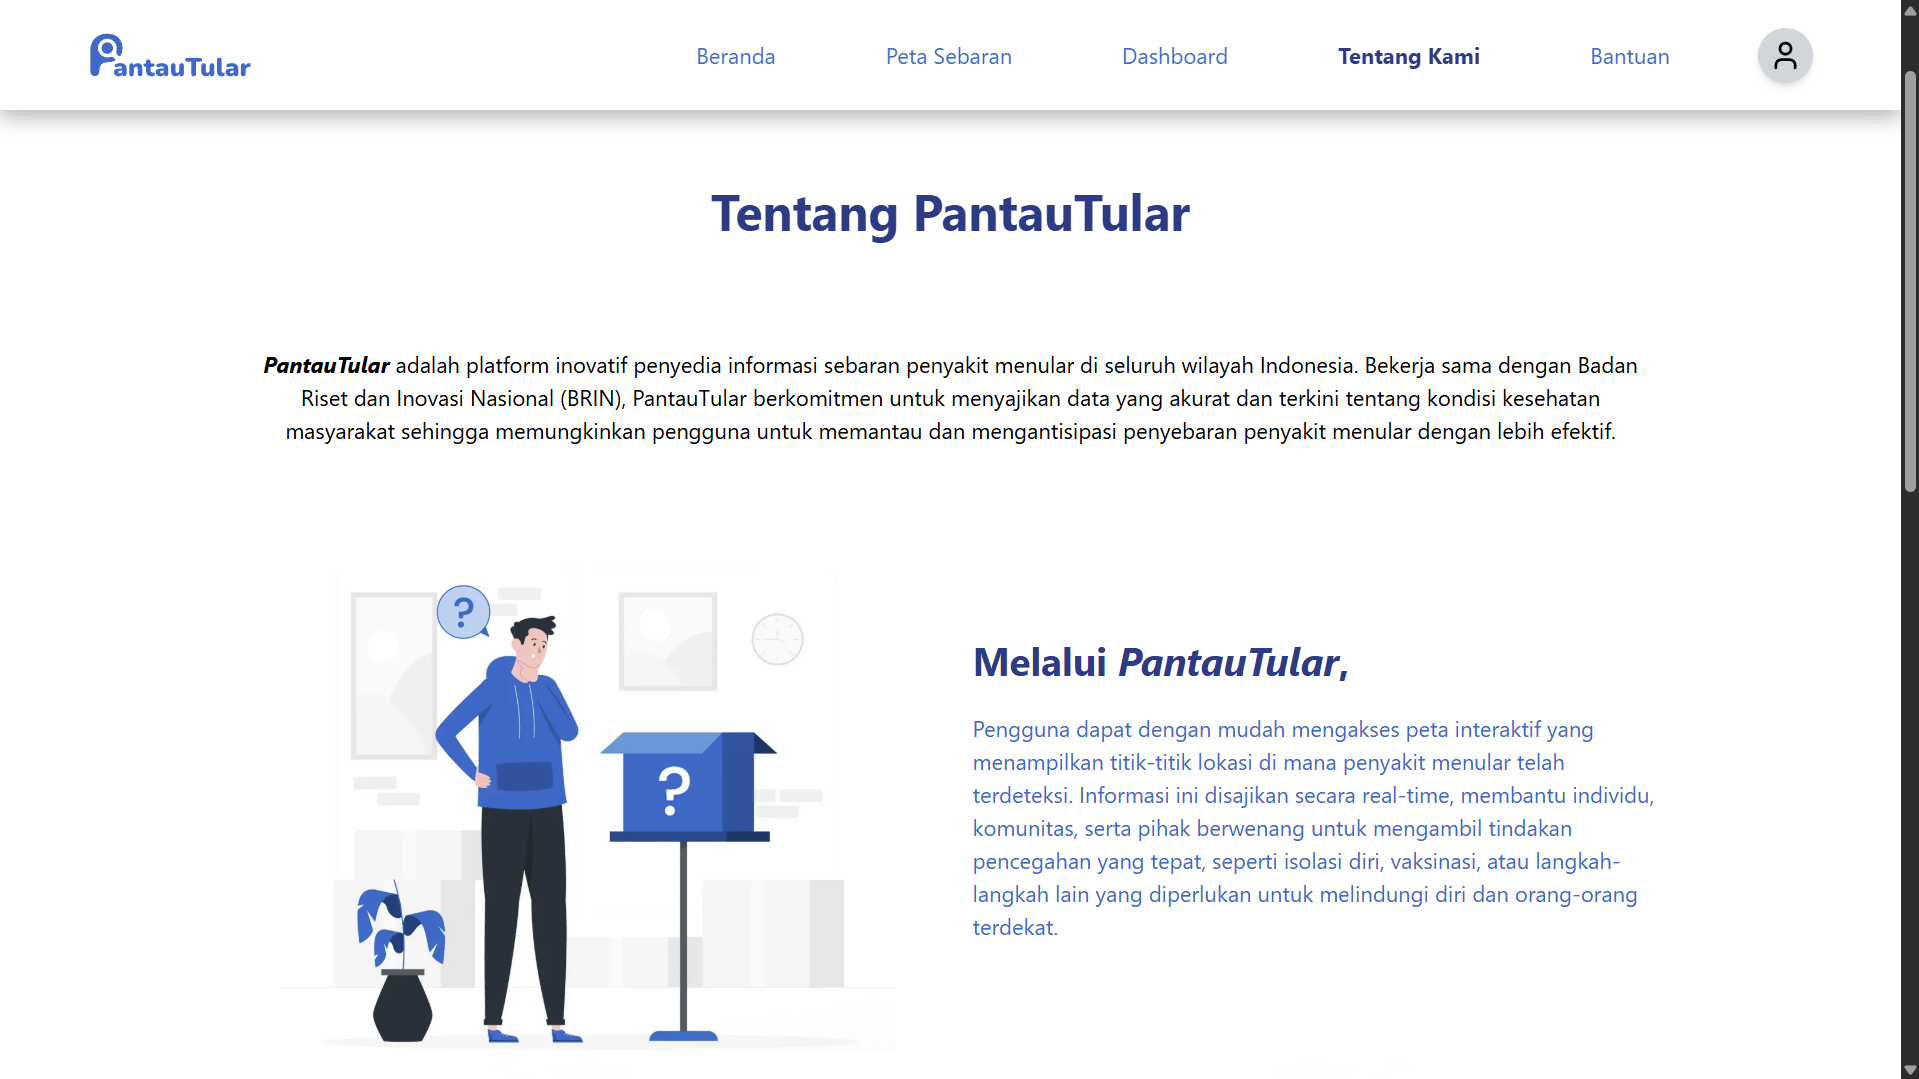 PantauTular
Beranda
Peta Sebaran
Dashboard
Tentang Kami
Bantuan
Tentang PantauTular
PantauTular adalah platform inovatif penyedia informasi sebaran penyakit menular di seluruh wilayah Indonesia. Bekerja sama dengan Badan
Riset dan Inovasi Nasional (BRIN), PantauTular berkomitmen untuk menyajikan data yang akurat dan terkini tentang kondisi kesehatan
masyarakat sehingga memungkinkan pengguna untuk memantau dan mengantisipasi penyebaran penyakit menular dengan lebih efektif.
?
?
Melalui PantauTular,
Pengguna dapat dengan mudah mengakses peta interaktif yang
menampilkan titik-titik lokasi di mana penyakit menular telah
terdeteksi. Informasi ini disajikan secara real-time, membantu individu,
komunitas, serta pihak berwenang untuk mengambil tindakan
pencegahan yang tepat, seperti isolasi diri, vaksinasi, atau langkah-
langkah lain yang diperlukan untuk melindungi diri dan orang-orang
terdekat.